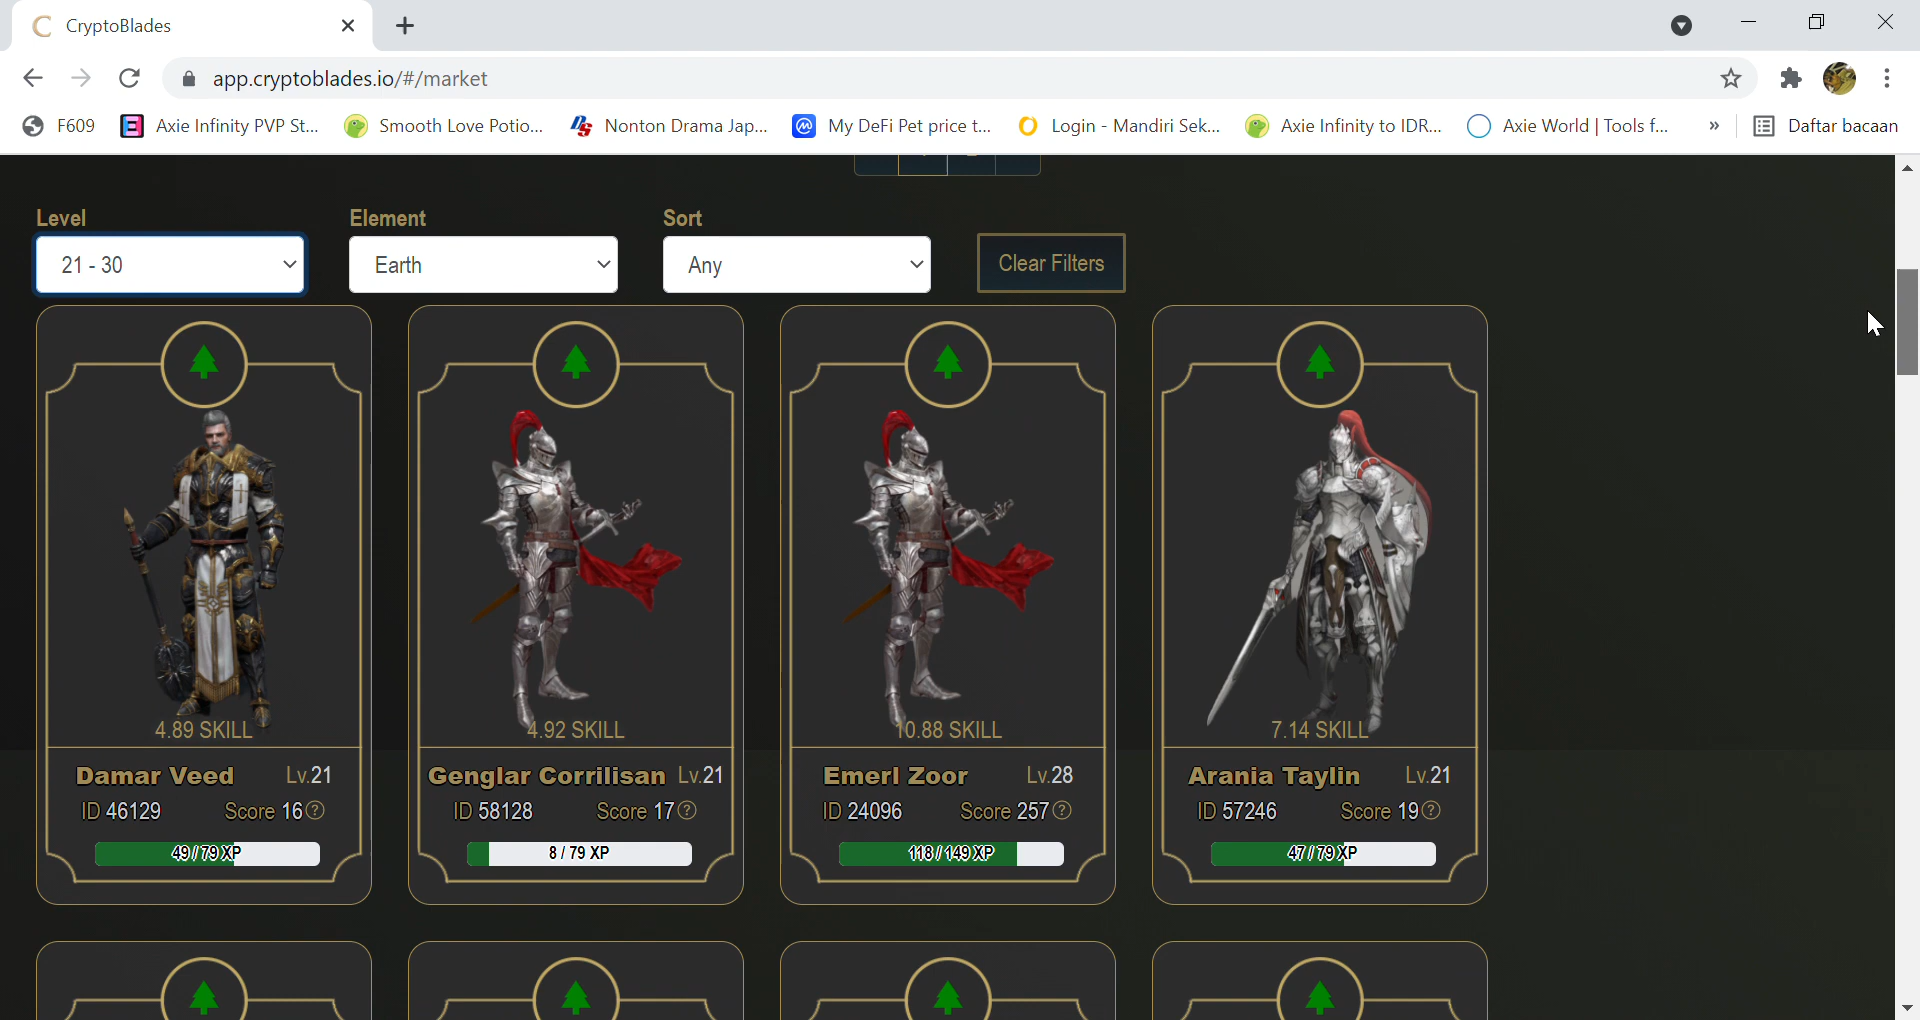 CryptoBlades
app.cryptoblades.io/#/market
F609 Axie Infinity PVP St... Smooth Love Potio... Nonton Drama Jap... My DeFi Pet price t... Login - Mandiri Sek... Axie Infinity to IDR... Axie World | Tools f... » Daftar bacaan
Level Element Sort
21 - 30 Earth Any Clear Filters
4.89 SKILL 4.92 SKILL 10.88 SKILL 7.14 SKILL
Damar Veed Lv.21 Genglar Corrilisan Lv.21 Emerl Zoor Lv.28 Arania Taylin Lv.21
ID 46129 Score 16 ? ID 58128 Score 17 ? ID 24096 Score 257 ? ID 57246 Score 19 ?
49 / 79 XP 8 / 79 XP 118 / 149 XP 47 / 79 XP